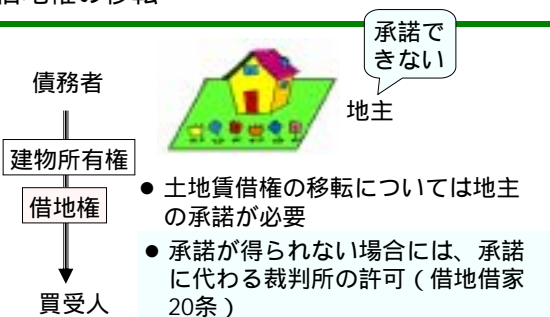 借地権の移転
承諾で
きない
債務者
地主
建物所有権
借地権
● 土地賃借権の移転については地主
の承諾が必要
● 承諾が得られない場合には、承諾
に代わる裁判所の許可(借地借家
20条)
買受人